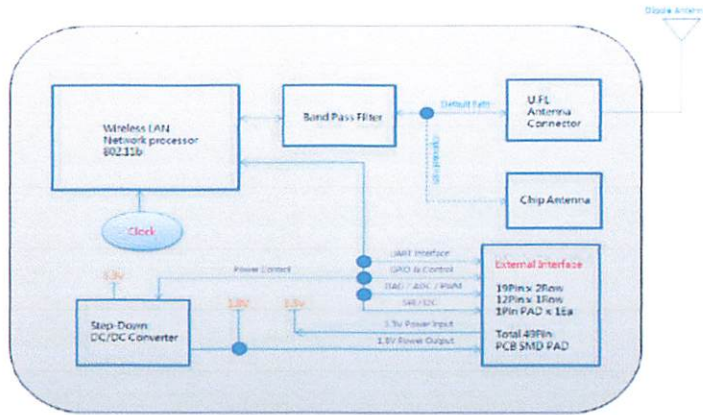 Dipole Antenn
Wireless LAN
Network processor
802.11b
Band Pass Filter
Default Path
U.FL
Antenna
Connector
Optional Path
Chip Antenna
Clock
UART Interface
Power Control
GPIO & Control
DAC / ADC / PWM
SPI/I2C
External Interface
19Pin x 2Row
12Pin x 1Row
1Pin PAD x 1Ea
Total 49Pin
PCB SMD PAD
3.3V
1.8V
3.3V
Step-Down
DC/DC Converter
3.3V Power Input
1.8V Power Output